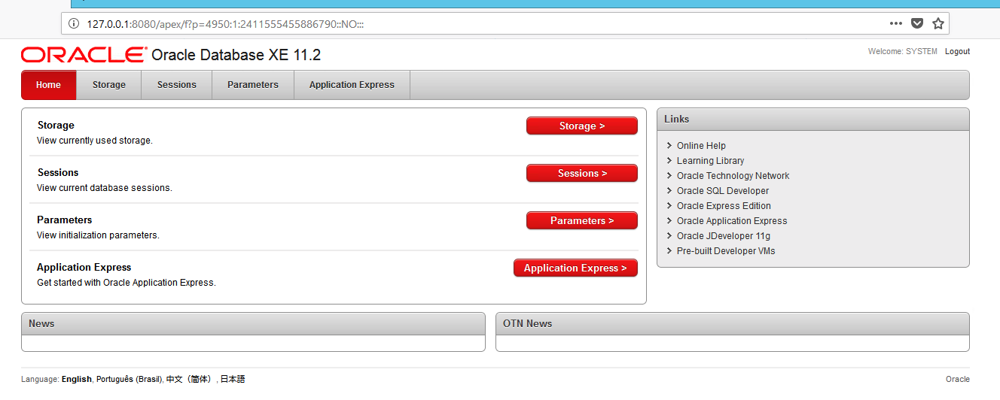 127.0.0.1:8080/apex/f?p=4950:1:2411555455886790::NO:::
ORACLE Oracle Database XE 11.2
Welcome: SYSTEM Logout
Home Storage Sessions Parameters Application Express
Storage
View currently used storage.
Storage >
Sessions
View current database sessions.
Sessions >
Parameters
View initialization parameters.
Parameters >
Application Express
Get started with Oracle Application Express.
Application Express >
Links
Online Help
Learning Library
Oracle Technology Network
Oracle SQL Developer
Oracle Express Edition
Oracle Application Express
Oracle JDeveloper 11g
Pre-built Developer VMs
News
OTN News
Language: English, Português (Brasil), 中文（简体）, 日本語
Oracle